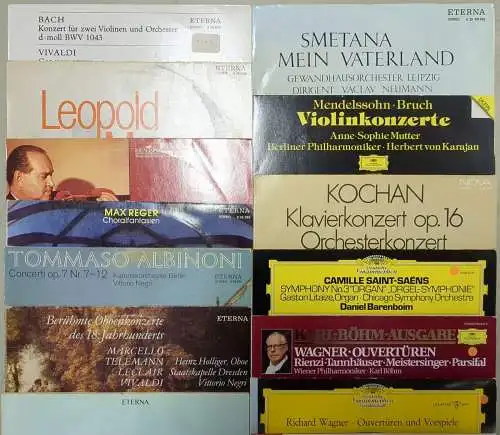 BACH
ETERNA
Konzert für zwei Violinen und Orchester
d-moll BWV 1043
VIVALDI
Leopold
MAX REGER
Choralfantasien
ETERNA
TOMMASO ALBINONI
Concerti op. 7 Nr. 7-12
Kammerorchester Berlin
Vittorio Negri
ETERNA
Berühmte Oboenkonzerte
des 18. Jahrhunderts
ETERNA
MARCELLO
TELEMANN
LECLAIR
VIVALDI
Heinz Holliger, Oboe
Staatskapelle Dresden
Vittorio Negri
ETERNA
ETERNA
SMETANA
MEIN VATERLAND
GEWANDHAUSORCHESTER LEIPZIG
DIRIGENT VACLAV NEUMANN
Mendelssohn · Bruch
Violinkonzerte
Anne-Sophie Mutter
Berliner Philharmoniker · Herbert von Karajan
NOVA
KOCHAN
Klavierkonzert op. 16
Orchesterkonzert
CAMILLE SAINT-SAËNS
SYMPHONY No. 3 "ORGAN" „ORGEL-SYMPHONIE"
Gaston Litaize, Organ · Chicago Symphony Orchestra
Daniel Barenboim
KARL-BÖHM-AUSGABE
WAGNER · OUVERTÜREN
Rienzi · Tannhäuser · Meistersinger · Parsifal
Wiener Philharmoniker · Karl Böhm
Richard Wagner · Ouvertüren und Vorspiele